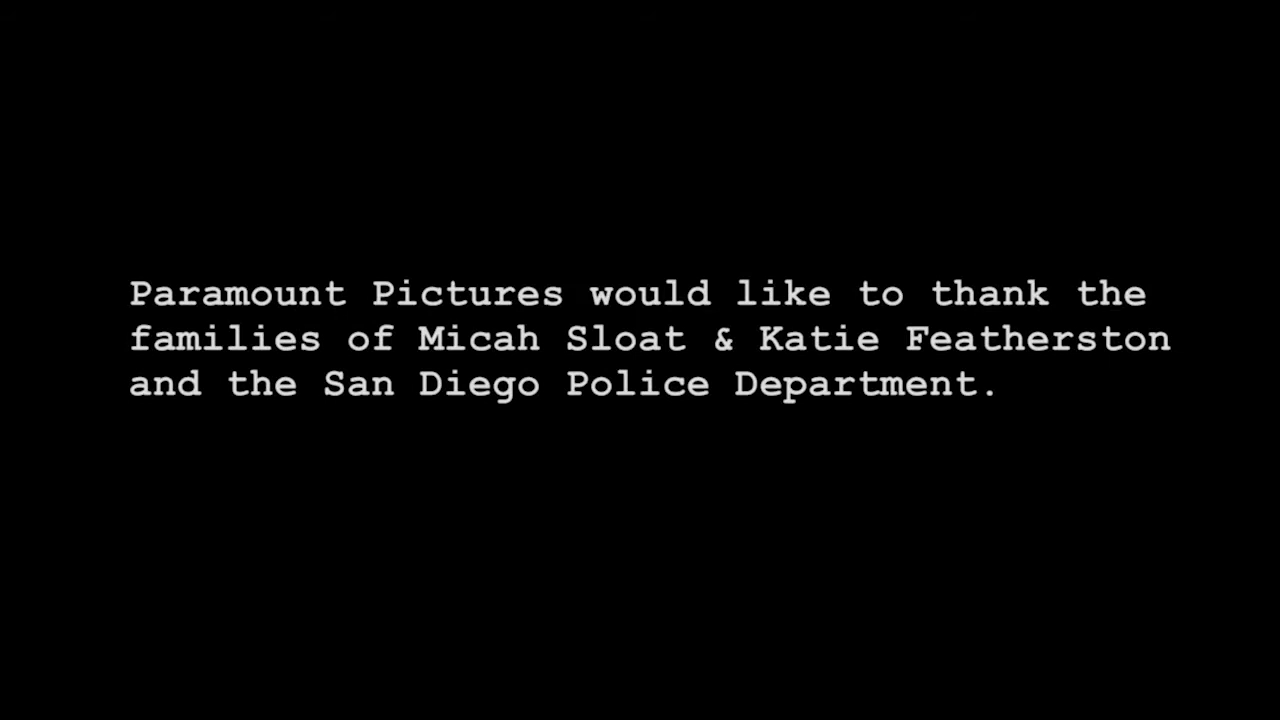 Paramount Pictures would like to thank the
families of Micah Sloat & Katie Featherston
and the San Diego Police Department.